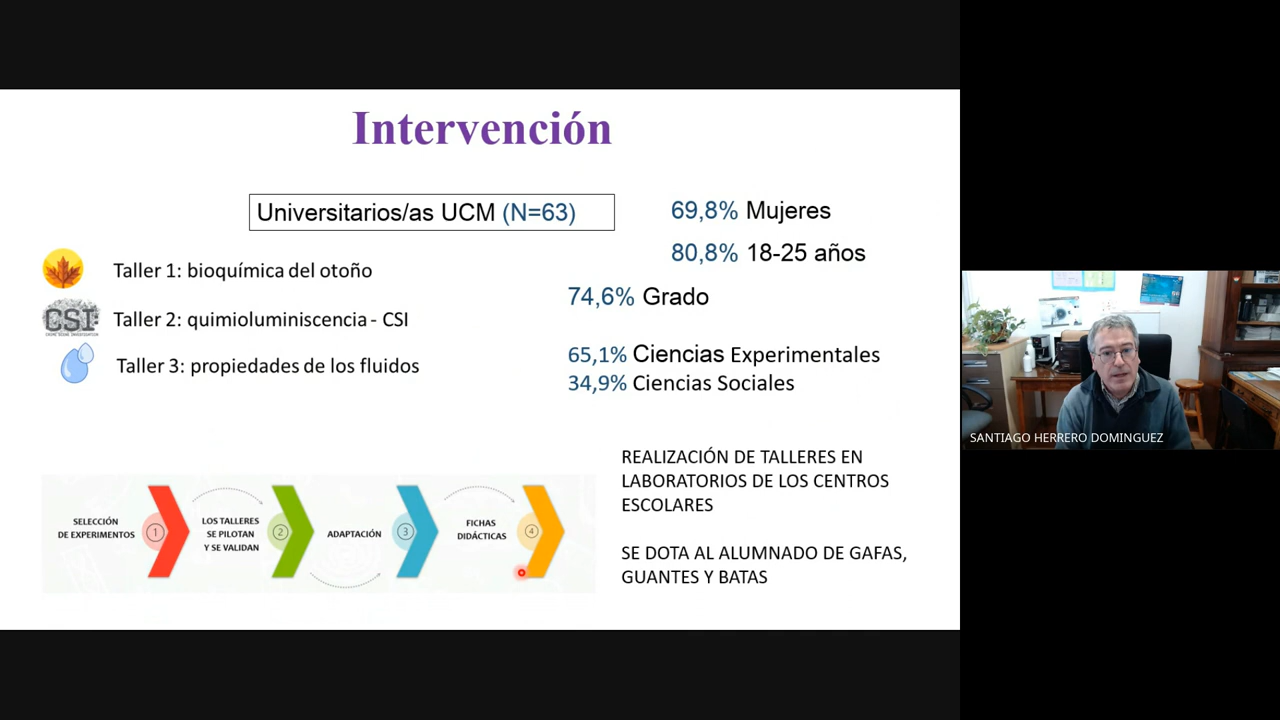 Intervención
Universitarios/as UCM (N=63)
69,8% Mujeres
80,8% 18-25 años
Taller 1: bioquímica del otoño
74,6% Grado
CSI
Taller 2: quimioluminiscencia - CSI
Taller 3: propiedades de los fluidos
65,1% Ciencias Experimentales
34,9% Ciencias Sociales
SELECCIÓN
DE EXPERIMENTOS
1
LOS TALLERES
SE PILOTAN
Y SE VALIDAN
2
ADAPTACIÓN
3
FICHAS
DIDÁCTICAS
4
REALIZACIÓN DE TALLERES EN
LABORATORIOS DE LOS CENTROS
ESCOLARES
SE DOTA AL ALUMNADO DE GAFAS,
GUANTES Y BATAS
SANTIAGO HERRERO DOMINGUEZ